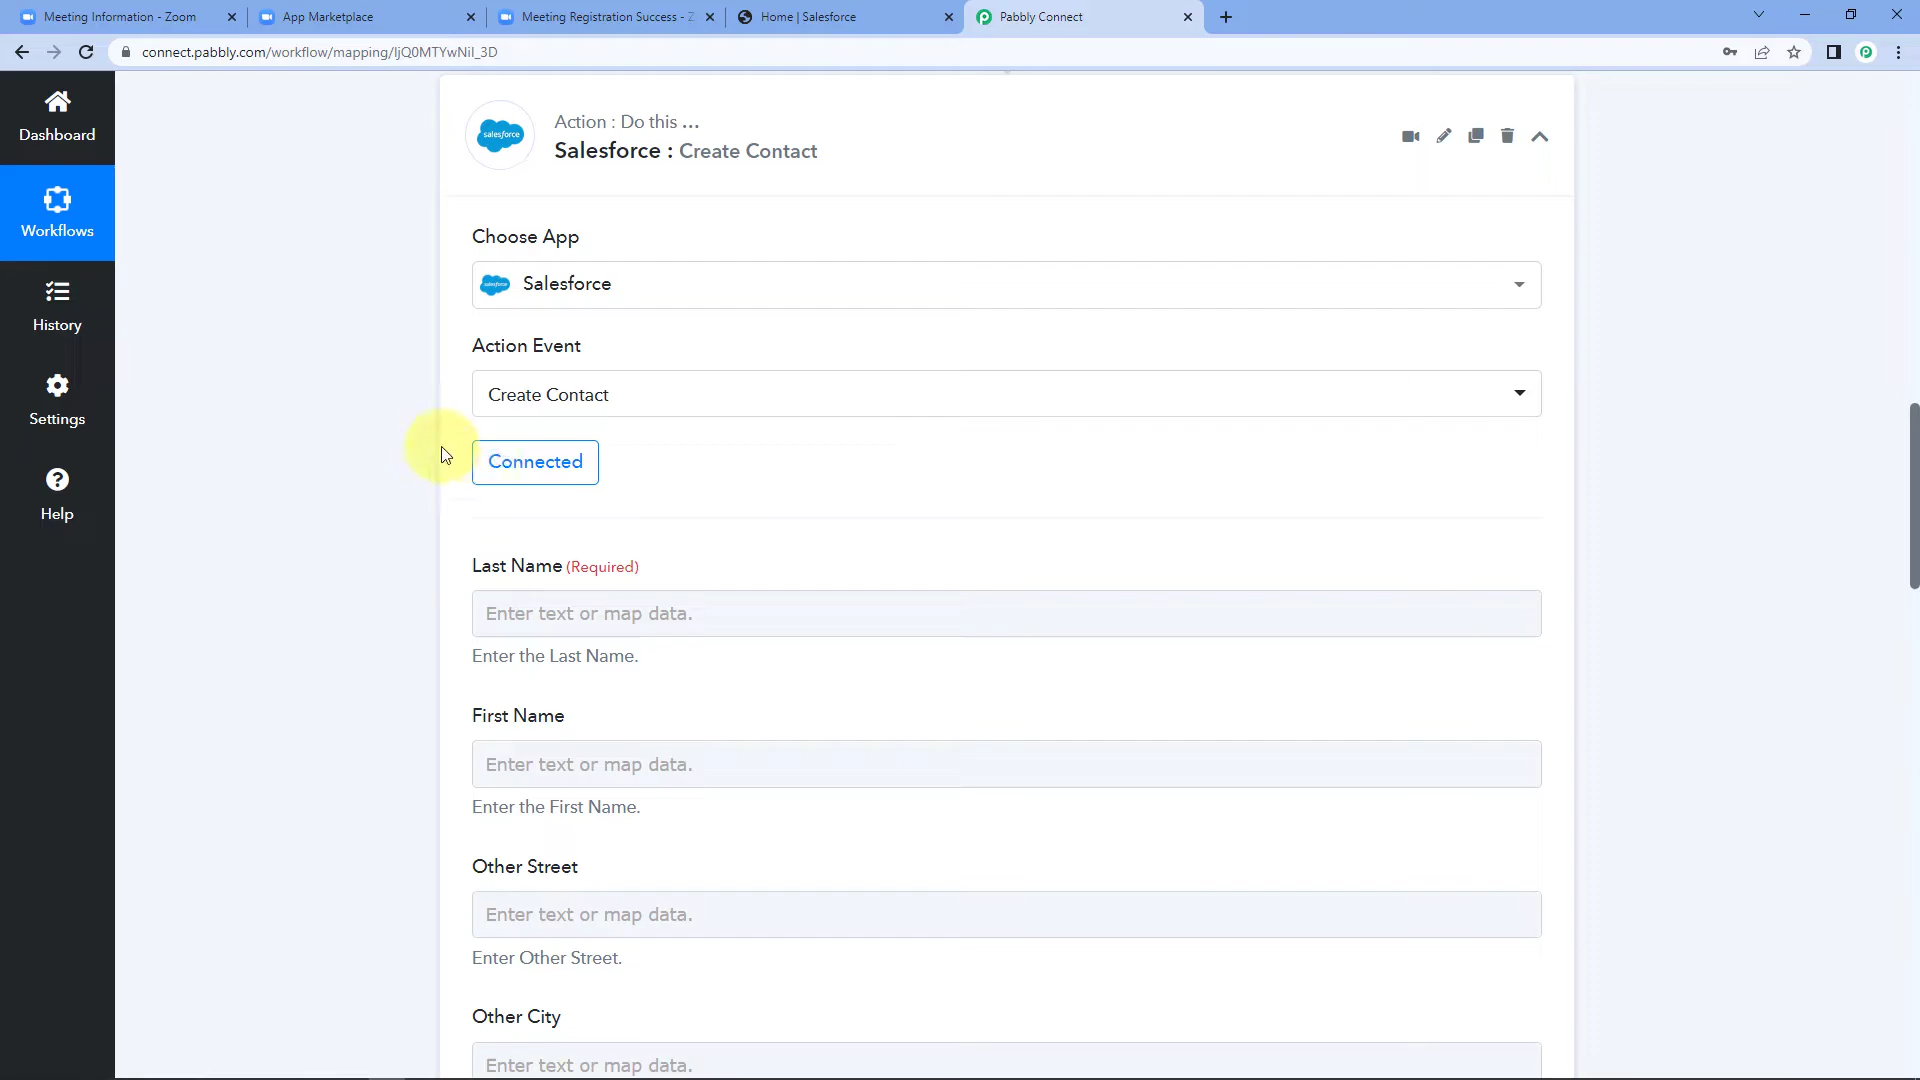 Meeting Information - Zoom
App Marketplace
Meeting Registration Success - Z
Home | Salesforce
Pabbly Connect
connect.pabbly.com/workflow/mapping/IjQ0MTYwNiI_3D
Dashboard
Workflows
History
Settings
Help
salesforce
Action : Do this ...
Salesforce : Create Contact
Choose App
salesforce
Salesforce
Action Event
Create Contact
Connected
Last Name (Required)
Enter text or map data.
Enter the Last Name.
First Name
Enter text or map data.
Enter the First Name.
Other Street
Enter text or map data.
Enter Other Street.
Other City
Enter text or map data.